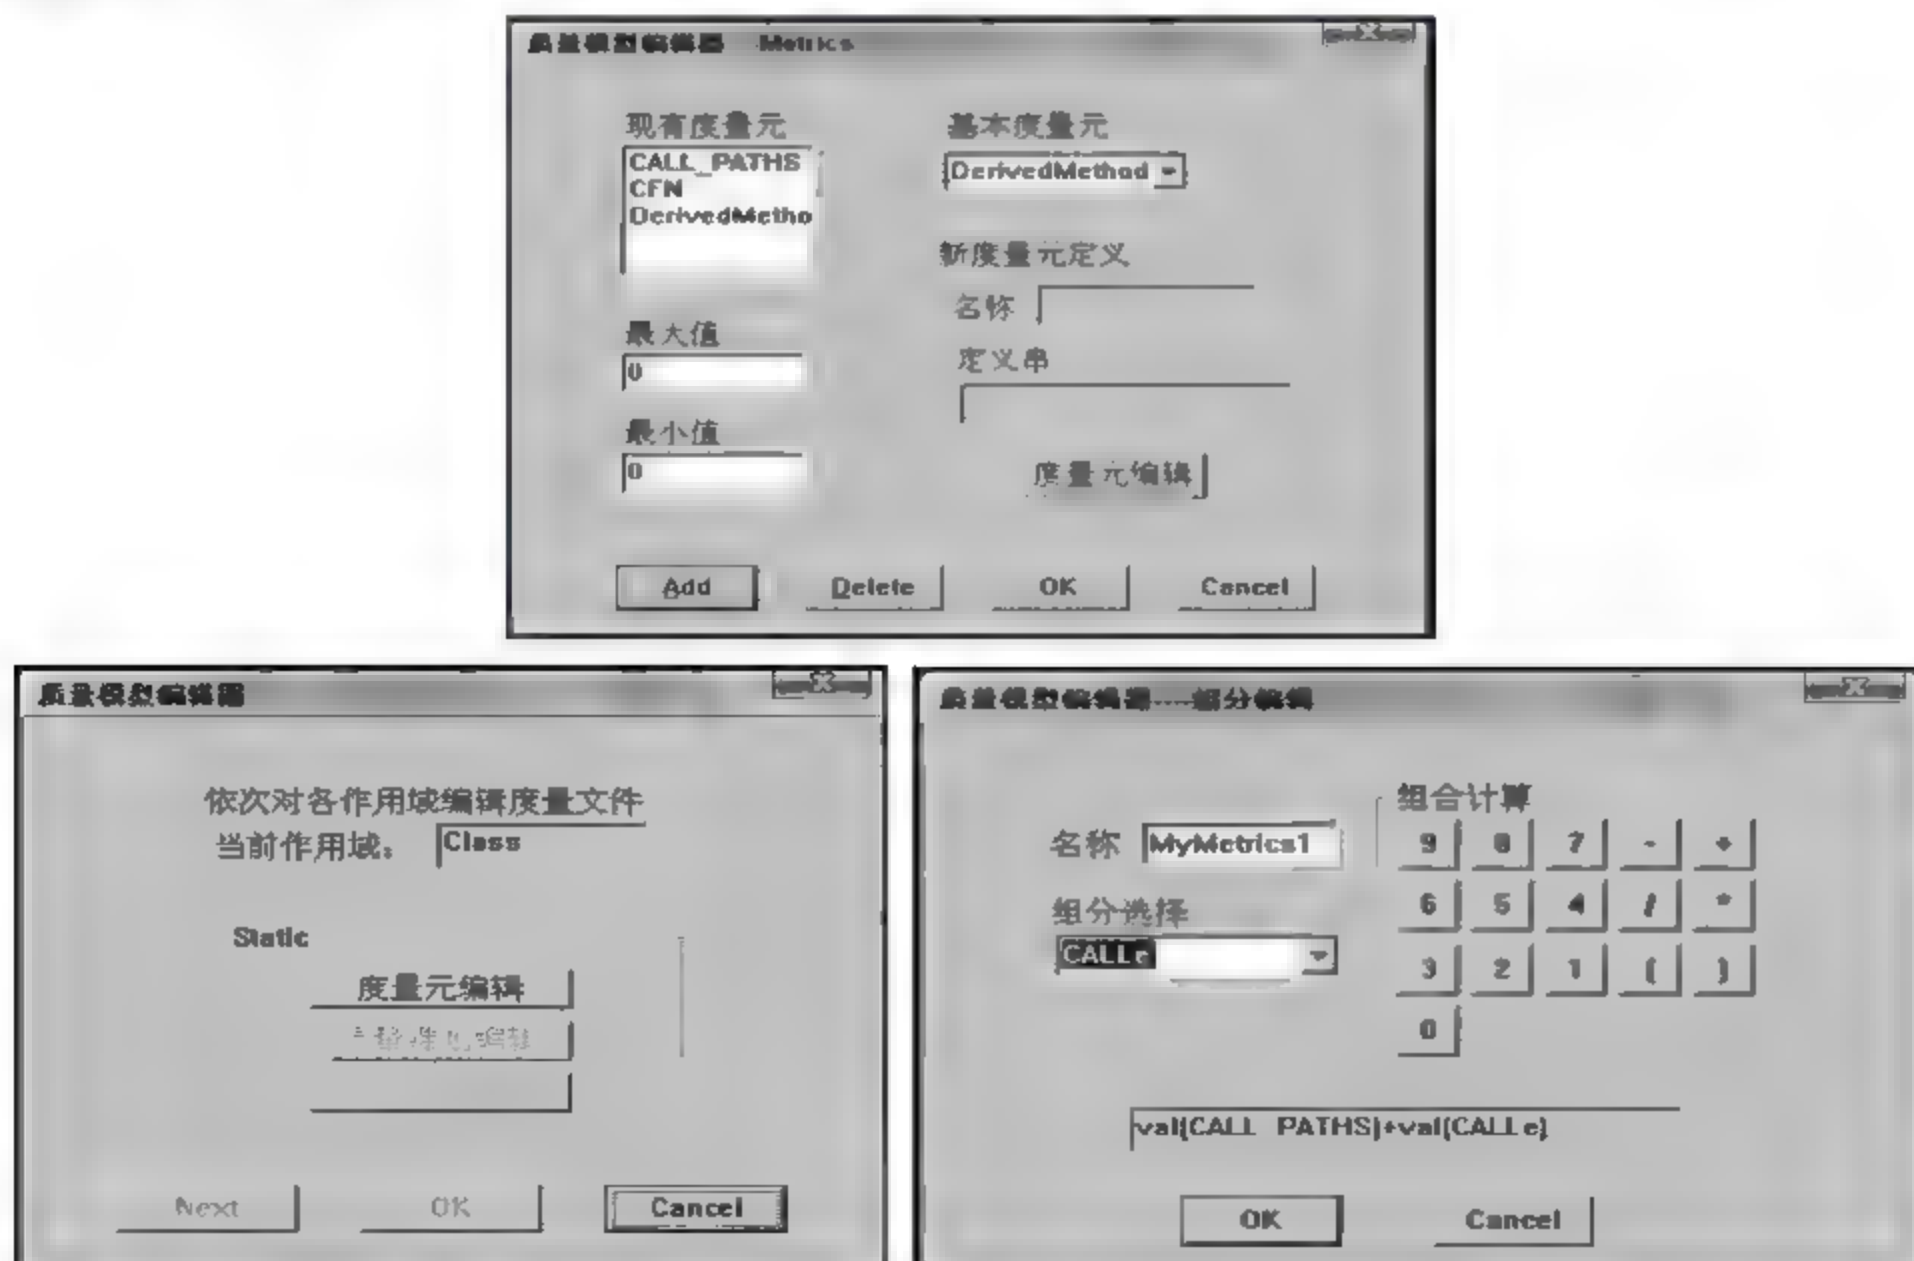 质量模型编辑器 Metrics
现有度量元
基本度量元
CALL_PATHS
CFN
DerivedMetho
DerivedMethod
新度量元定义
名称
最大值
0
定义串
最小值
0
度量元编辑
Add Delete OK Cancel
质量模型编辑器
依次对各作用域编辑度量文件
当前作用域: Class
Static
度量元编辑
Next OK Cancel
质量模型编辑器----组分编辑
名称 MyMetrics1
组合计算
9 8 7 - +
组分选择
6 5 4 / *
CALLe
3 2 1 ( )
0
val(CALL PATHS)+val(CALLe)
OK Cancel